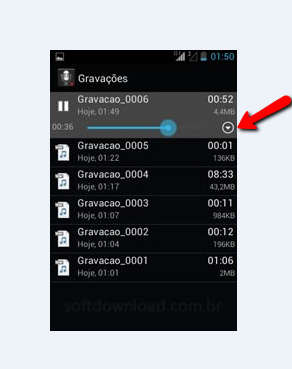 01:50
Gravações
Gravacao_0006 00:52
Hoje, 01:49 4,4MB
00:36
Gravacao_0005 00:01
Hoje, 01:22 136KB
Gravacao_0004 08:33
Hoje, 01:17 43,2MB
Gravacao_0003 00:11
Hoje, 01:07 984KB
Gravacao_0002 00:12
Hoje, 01:04 196KB
Gravacao_0001 01:06
Hoje, 01:01 2MB
softdownload.com.br